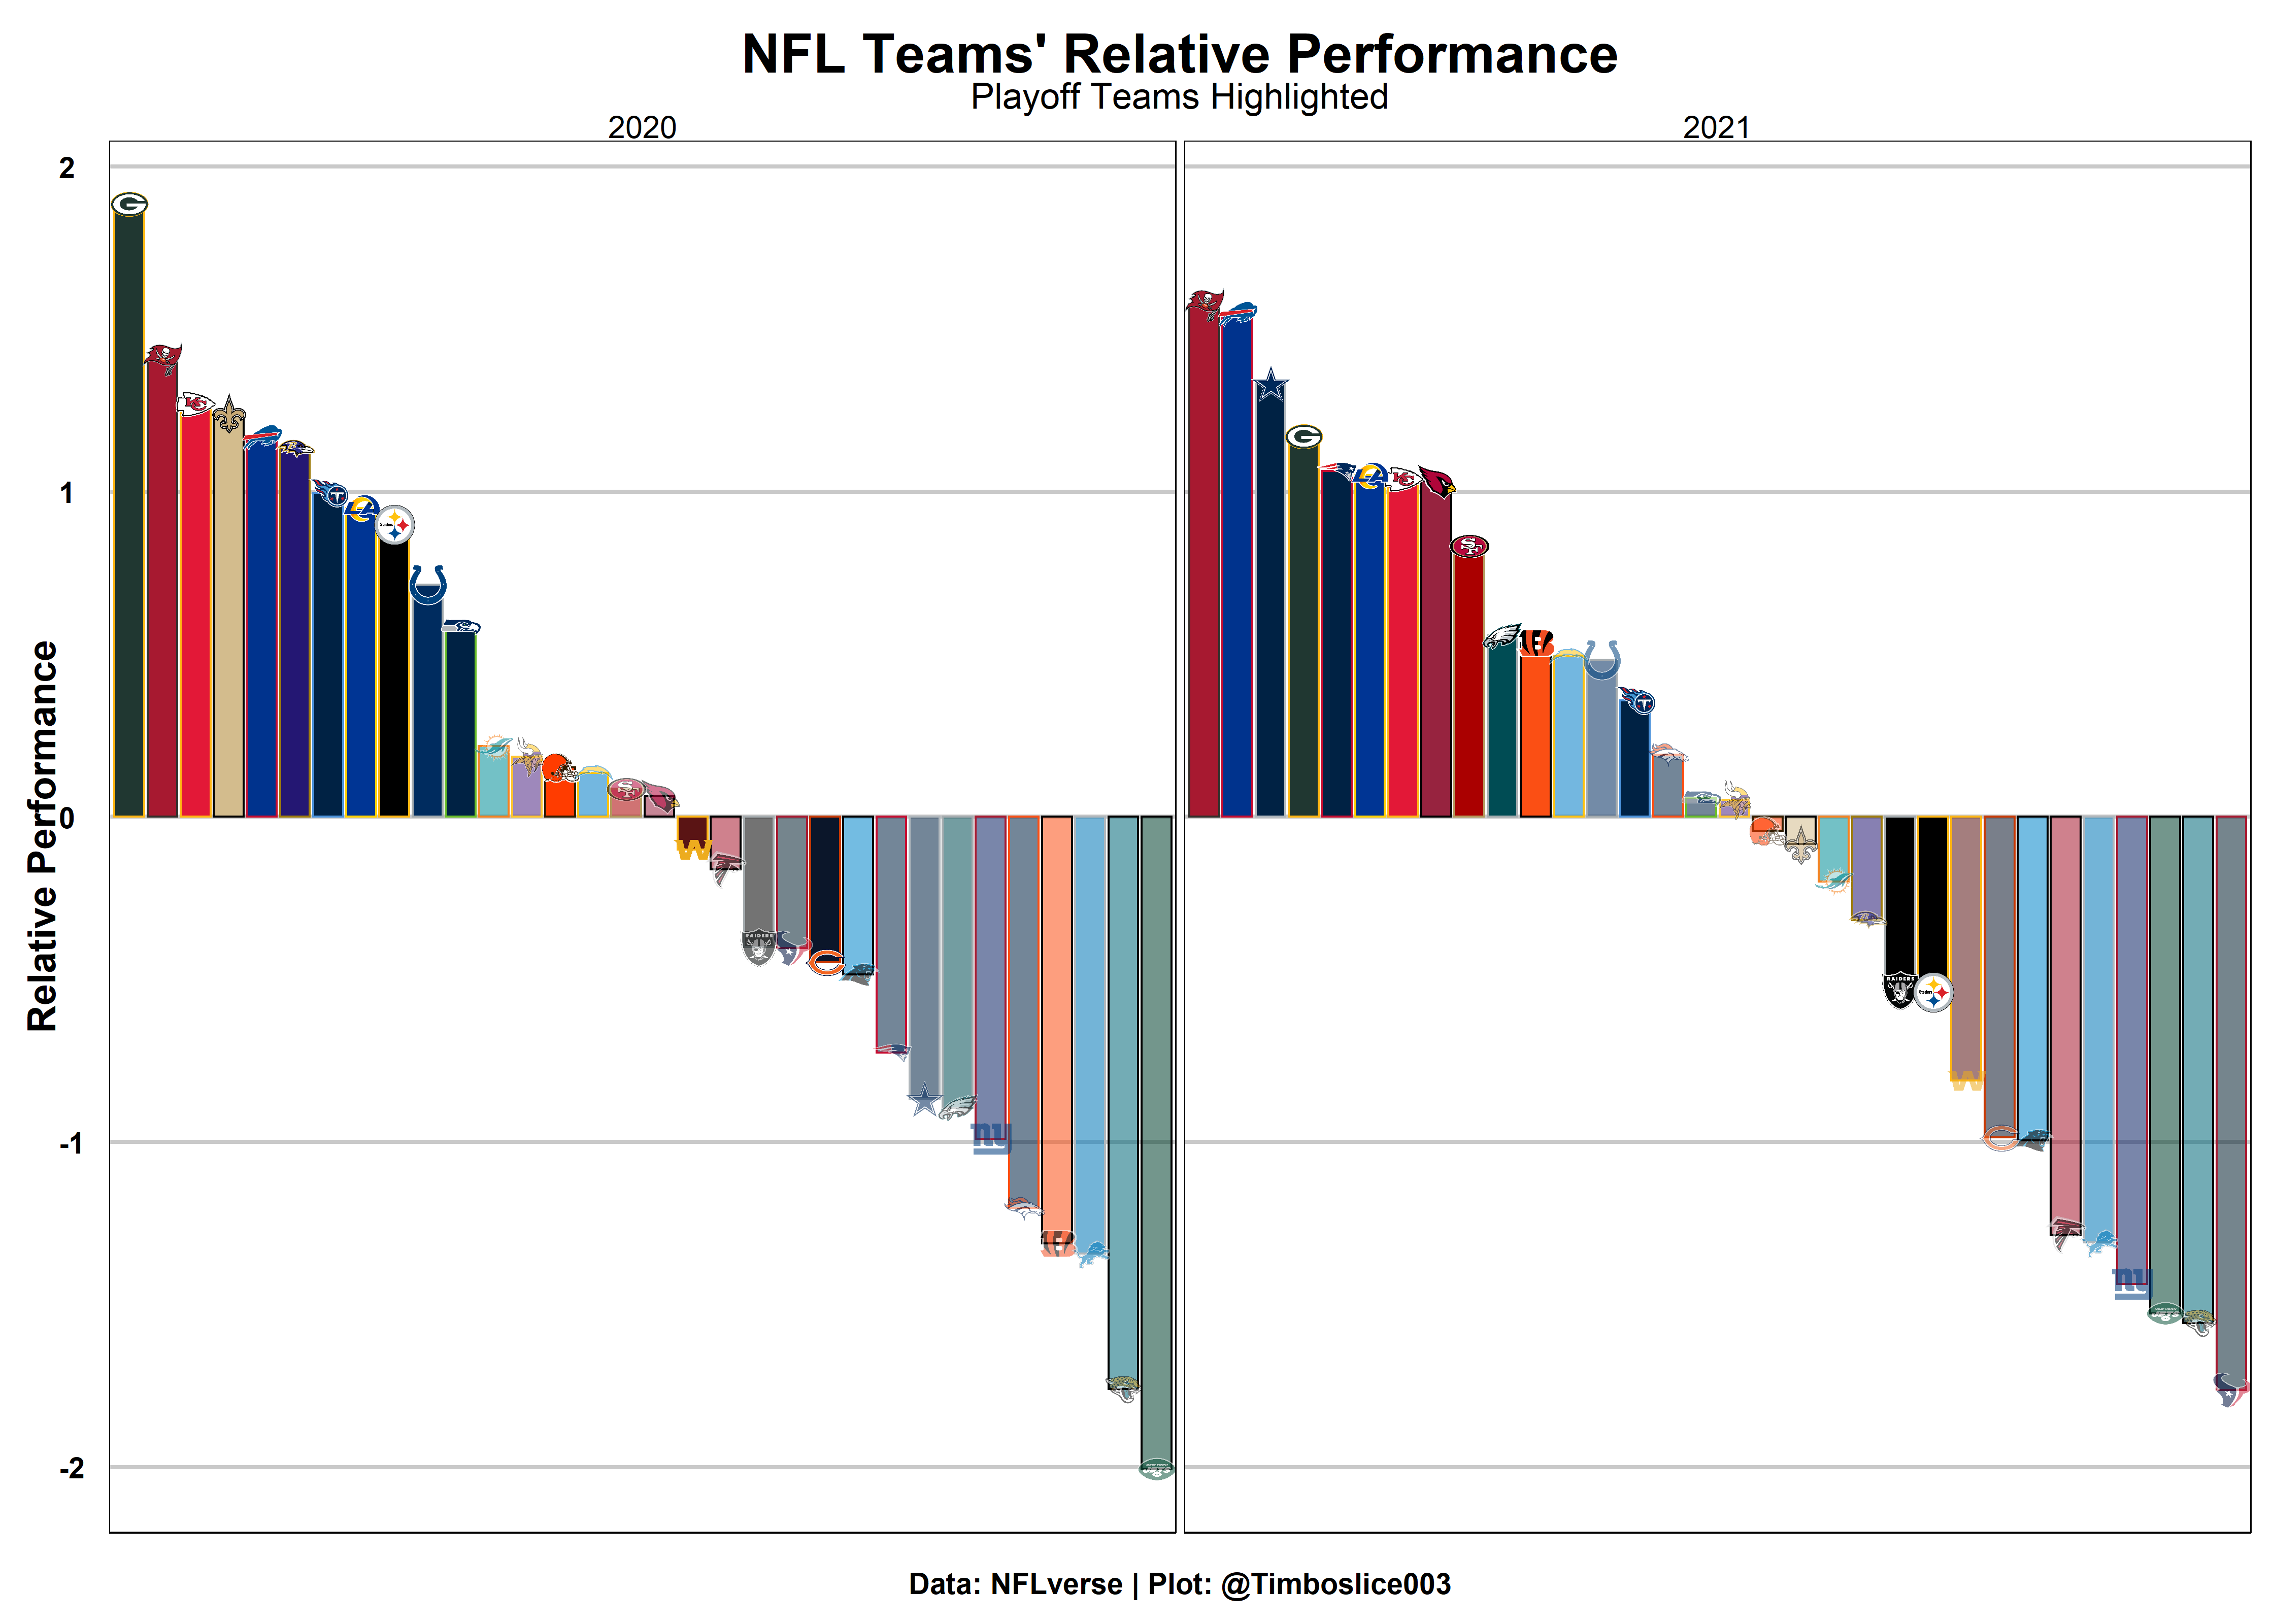 NFL Teams' Relative Performance
Playoff Teams Highlighted
2020
2021
Relative Performance
2
1
0
-1
-2
Data: NFLverse | Plot: @Timboslice003